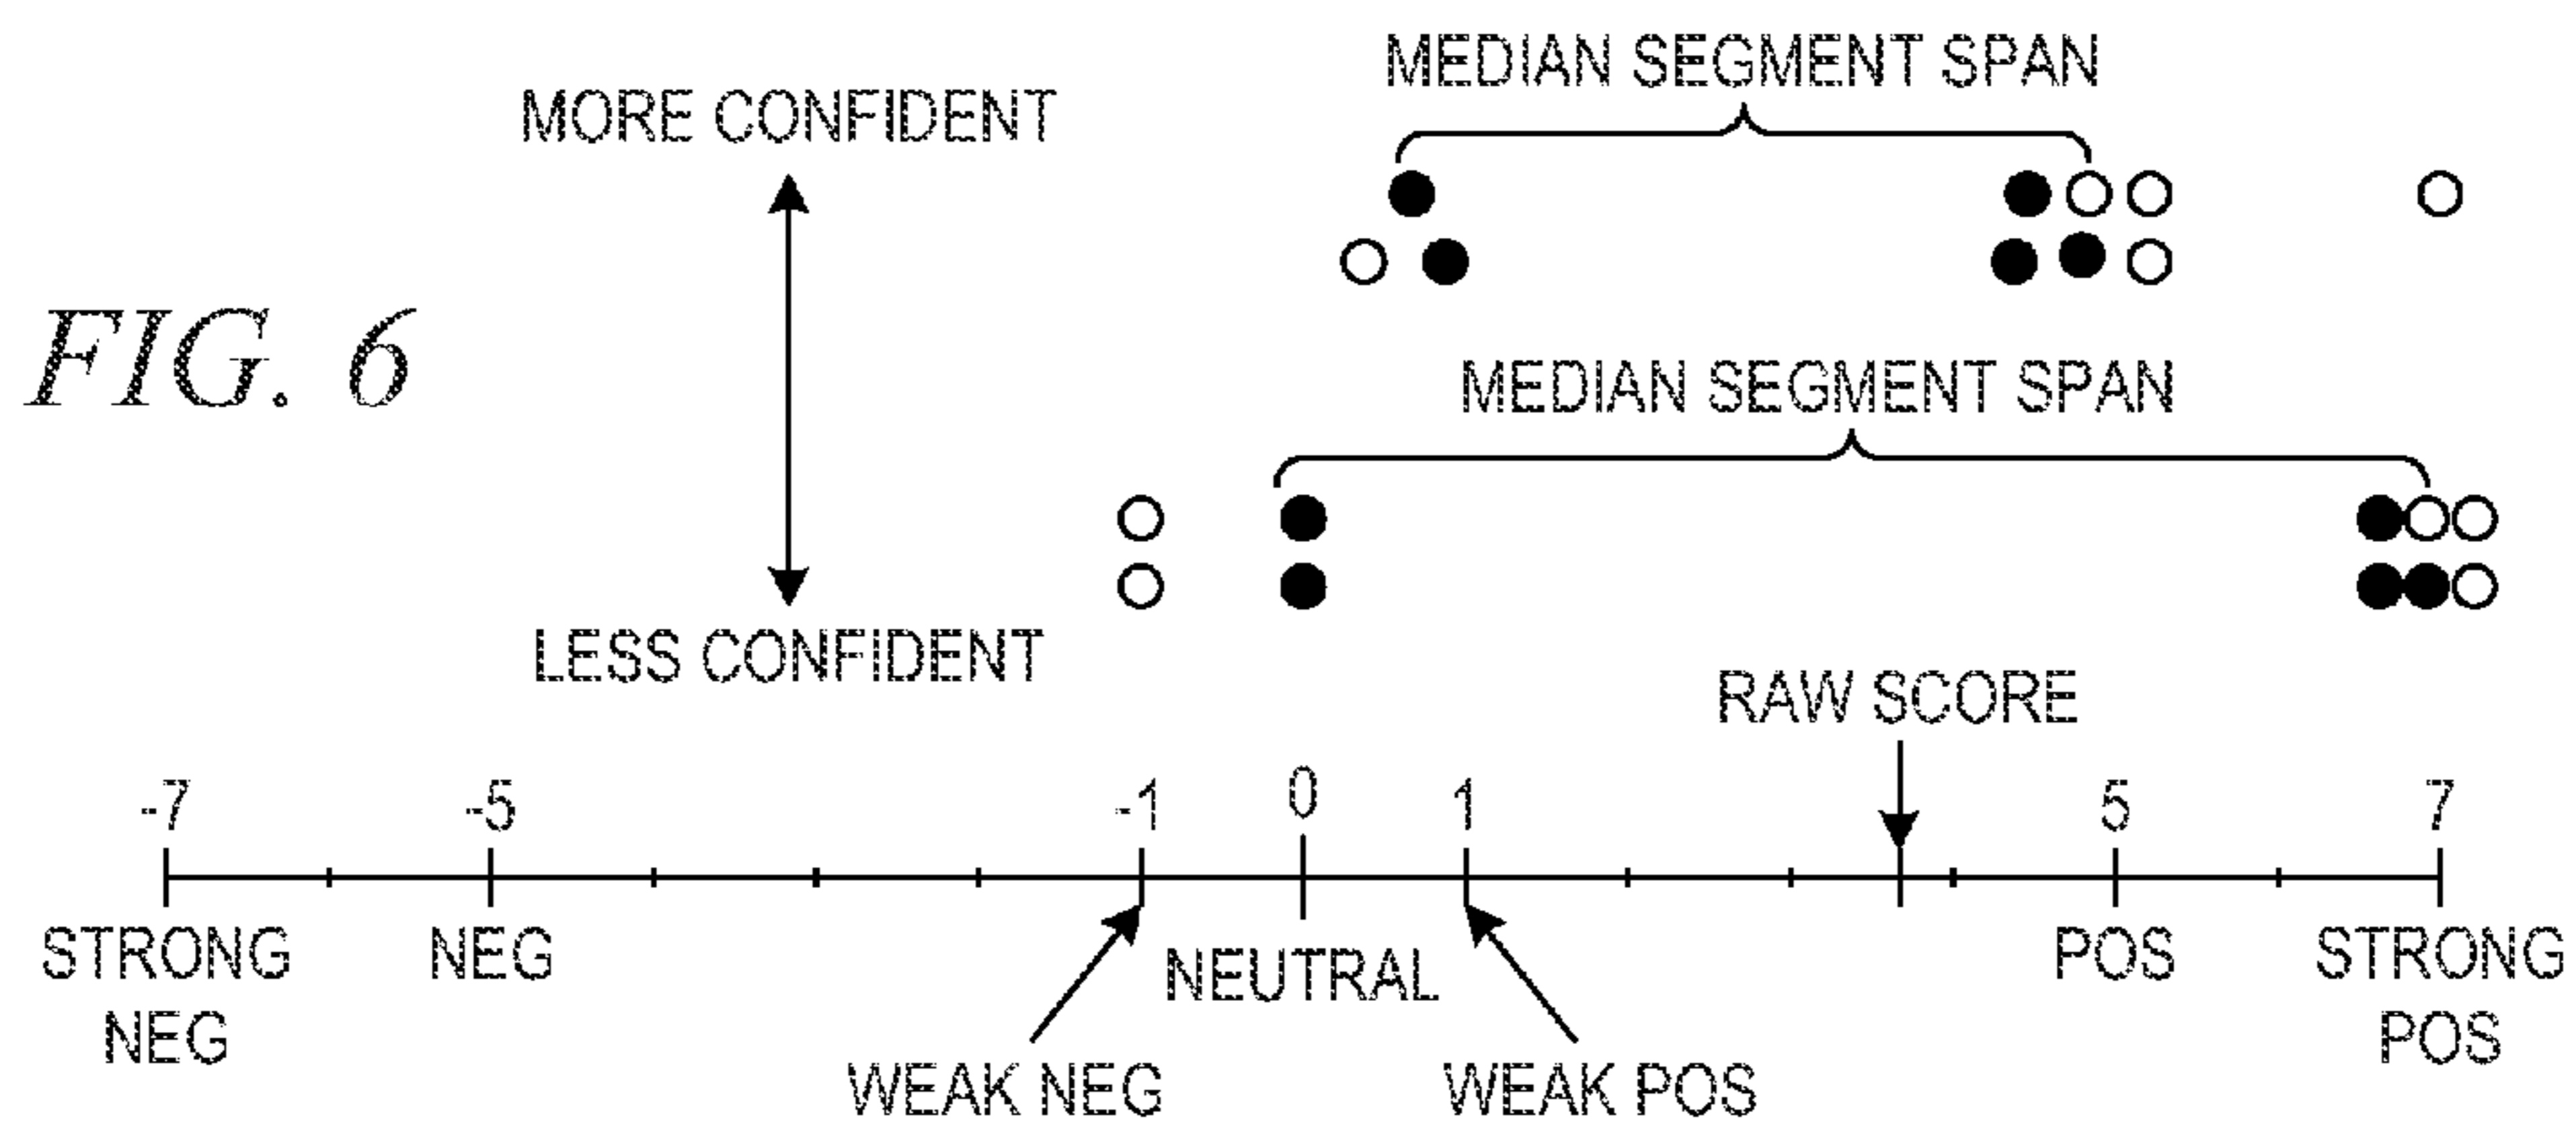 MEDIAN SEGMENT SPAN
MORE CONFIDENT
FIG. 6
MEDIAN SEGMENT SPAN
LESS CONFIDENT
RAW SCORE
-7 -5 -1 0 1 5 7
STRONG NEG NEG NEUTRAL POS STRONG POS
WEAK NEG WEAK POS